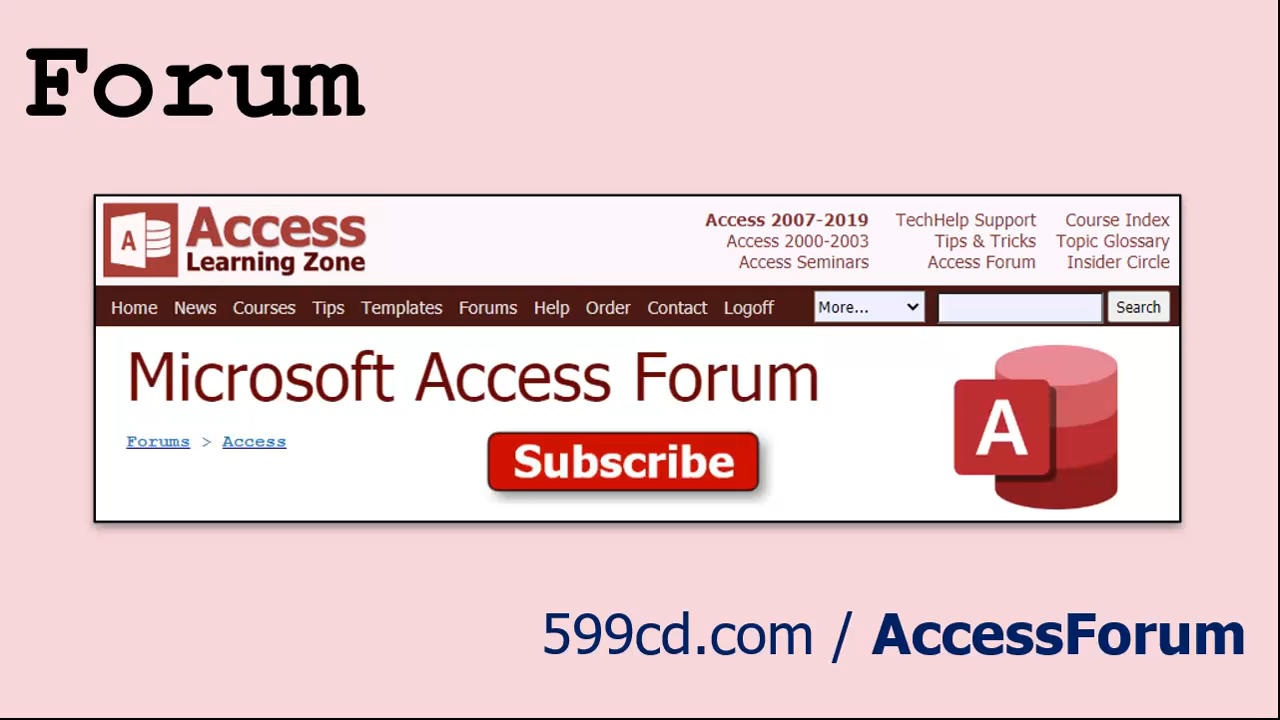 Forum
A
Access
Learning Zone
Access 2007-2019
TechHelp Support
Course Index
Access 2000-2003
Tips & Tricks
Topic Glossary
Access Seminars
Access Forum
Insider Circle
Home News Courses Tips Templates Forums Help Order Contact Logoff More... Search
Microsoft Access Forum
Forums > Access
Subscribe
A
599cd.com / AccessForum